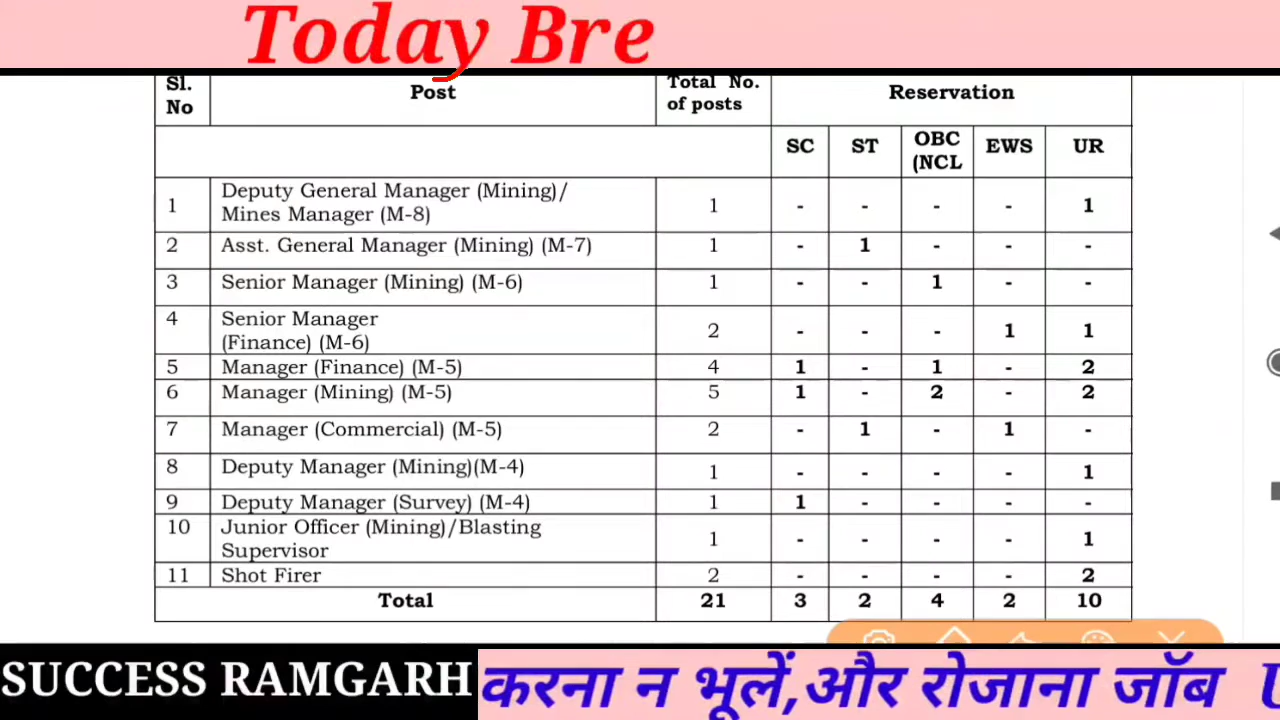 Today Bre
Sl. No Post Total No. of posts Reservation
SC ST OBC (NCL EWS UR
1 Deputy General Manager (Mining)/ Mines Manager (M-8) 1 - - - - 1
2 Asst. General Manager (Mining) (M-7) 1 - 1 - - -
3 Senior Manager (Mining) (M-6) 1 - - 1 - -
4 Senior Manager (Finance) (M-6) 2 - - - 1 1
5 Manager (Finance) (M-5) 4 1 - 1 - 2
6 Manager (Mining) (M-5) 5 1 - 2 - 2
7 Manager (Commercial) (M-5) 2 - 1 - 1 -
8 Deputy Manager (Mining)(M-4) 1 - - - - 1
9 Deputy Manager (Survey) (M-4) 1 1 - - - -
10 Junior Officer (Mining)/Blasting Supervisor 1 - - - - 1
11 Shot Firer 2 - - - - 2
Total 21 3 2 4 2 10
SUCCESS RAMGARH करना न भूलें,और रोजाना जॉब